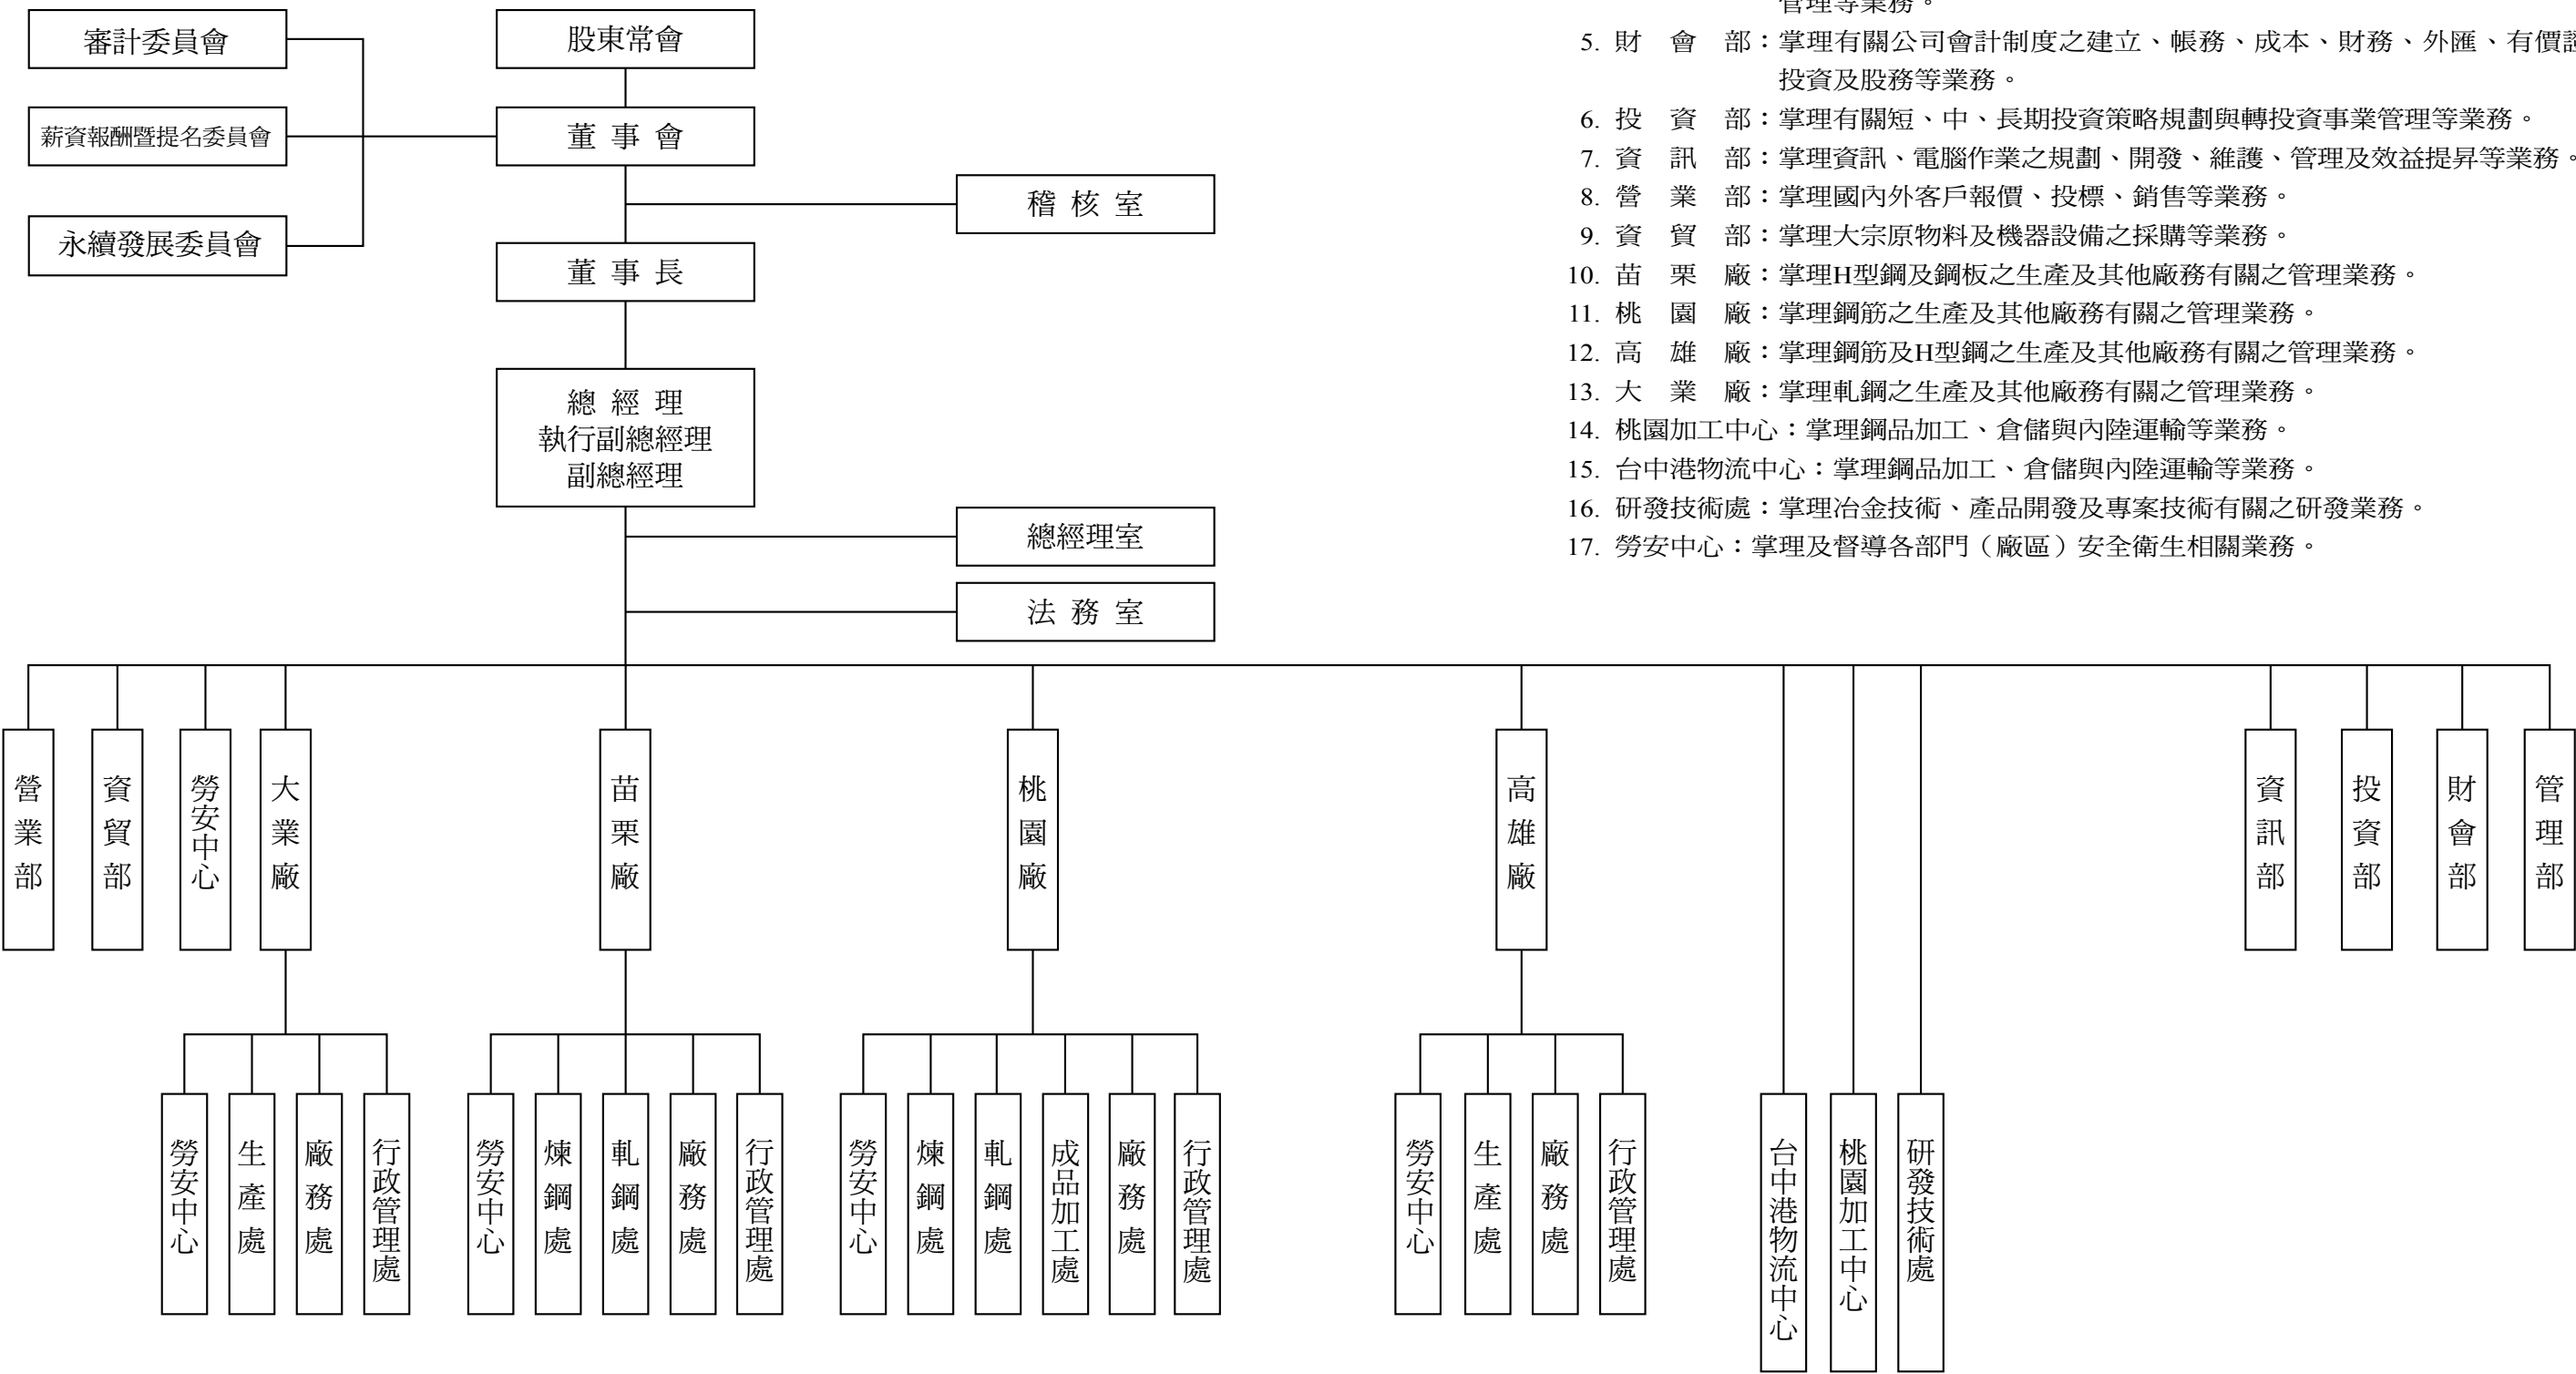 審計委員會
薪資報酬暨提名委員會
永續發展委員會
股東常會
董 事 會
稽 核 室
董 事 長
總 經 理
執行副總經理
副總經理
總經理室
法 務 室
管理等業務。
5. 財 會 部：掌理有關公司會計制度之建立、帳務、成本、財務、外匯、有價
投資及股務等業務。
6. 投 資 部：掌理有關短、中、長期投資策略規劃與轉投資事業管理等業務。
7. 資 訊 部：掌理資訊、電腦作業之規劃、開發、維護、管理及效益提昇等業務。
8. 營 業 部：掌理國內外客戶報價、投標、銷售等業務。
9. 資 貿 部：掌理大宗原物料及機器設備之採購等業務。
10. 苗 栗 廠：掌理H型鋼及鋼板之生產及其他廠務有關之管理業務。
11. 桃 園 廠：掌理鋼筋之生產及其他廠務有關之管理業務。
12. 高 雄 廠：掌理鋼筋及H型鋼之生產及其他廠務有關之管理業務。
13. 大 業 廠：掌理軋鋼之生產及其他廠務有關之管理業務。
14. 桃園加工中心：掌理鋼品加工、倉儲與內陸運輸等業務。
15. 台中港物流中心：掌理鋼品加工、倉儲與內陸運輸等業務。
16. 研發技術處：掌理冶金技術、產品開發及專案技術有關之研發業務。
17. 勞安中心：掌理及督導各部門（廠區）安全衛生相關業務。
營業部
資貿部
勞安中心
大業廠
苗栗廠
桃園廠
高雄廠
資訊部
投資部
財會部
管理部
勞安中心
生產處
廠務處
行政管理處
勞安中心
煉鋼處
軋鋼處
廠務處
行政管理處
勞安中心
煉鋼處
軋鋼處
成品加工處
廠務處
行政管理處
勞安中心
生產處
廠務處
行政管理處
台中港物流中心
桃園加工中心
研發技術處